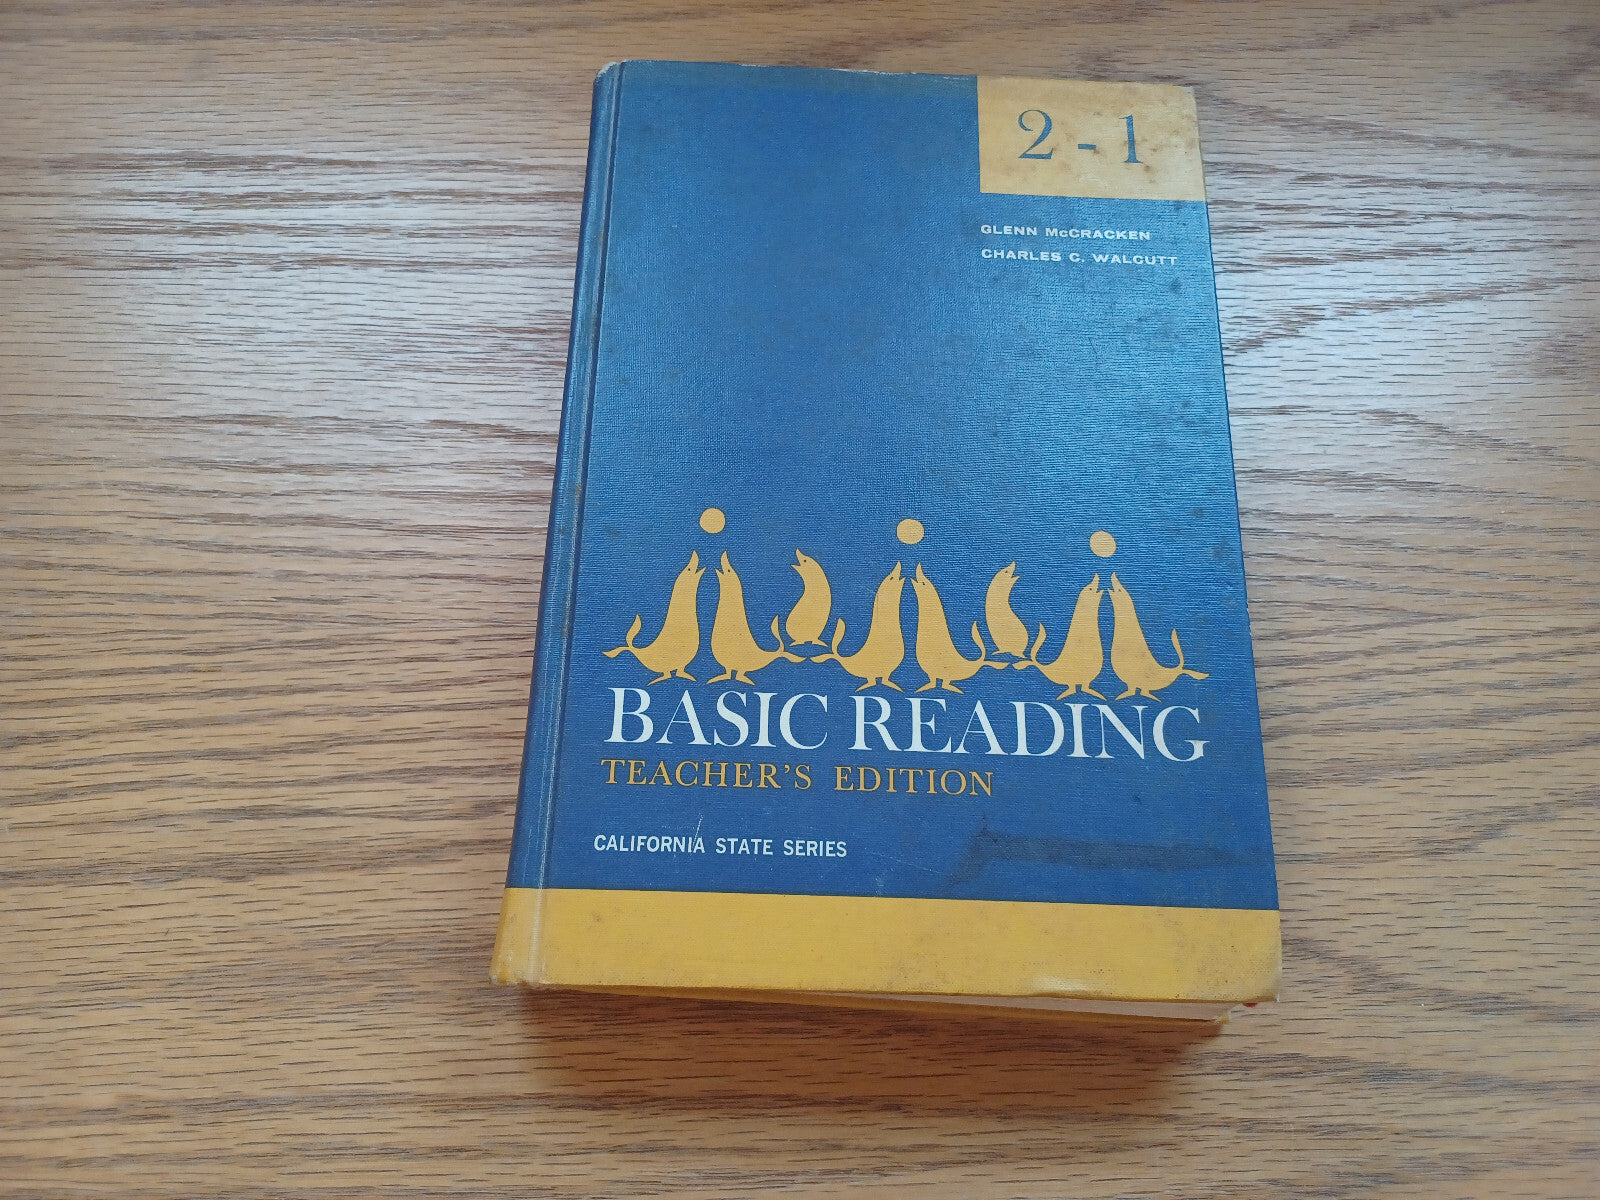 2 - 1
GLENN McCRACKEN
CHARLES C. WALCUTT
BASIC READING
TEACHER'S EDITION
CALIFORNIA STATE SERIES